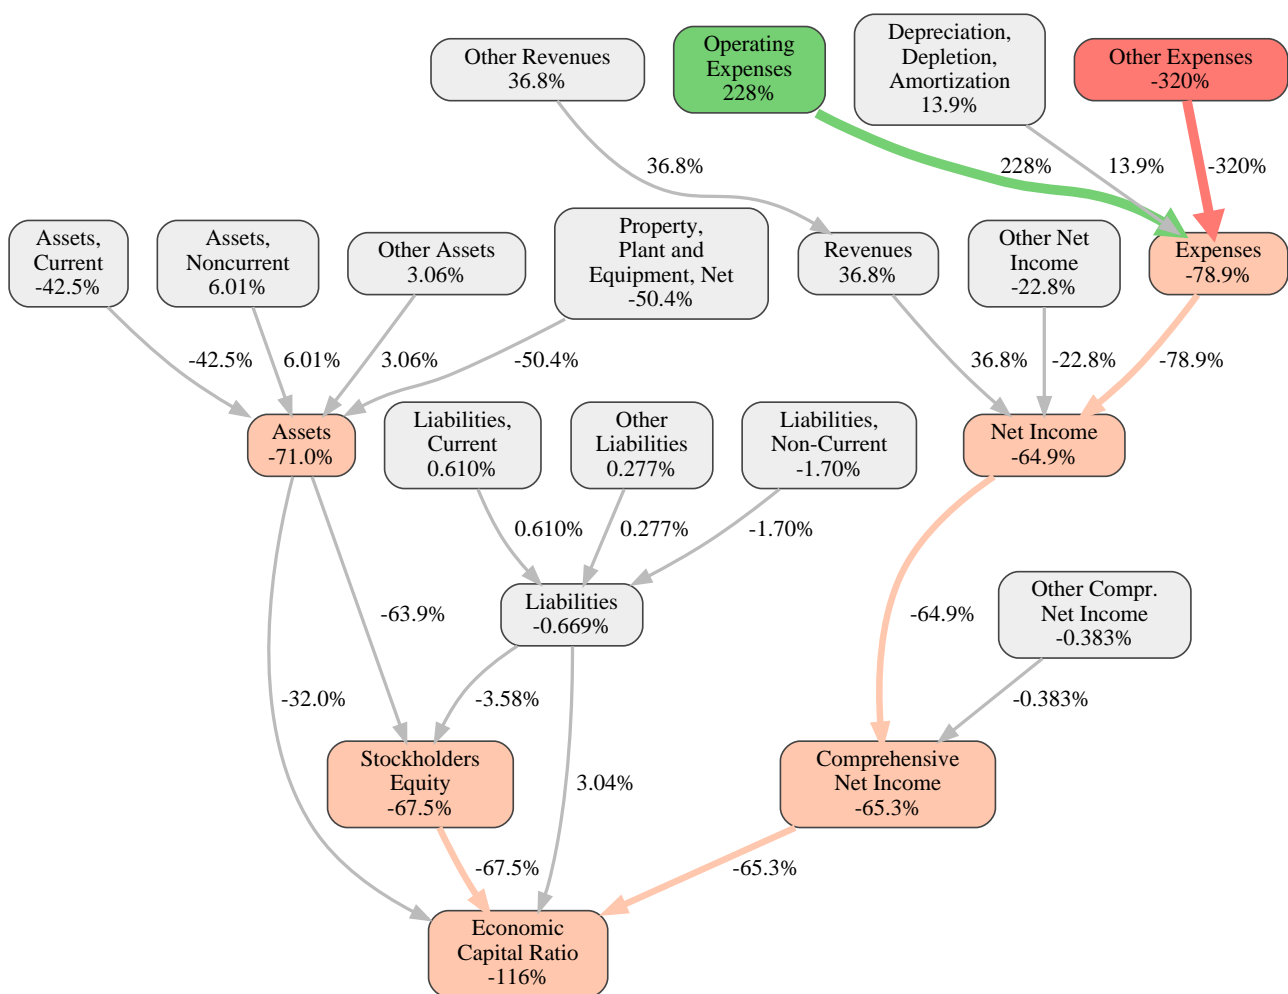 Other Revenues
36.8%
Operating
Expenses
228%
Depreciation,
Depletion,
Amortization
13.9%
Other Expenses
-320%
36.8%
228%
13.9%
-320%
Assets,
Current
-42.5%
Assets,
Noncurrent
6.01%
Other Assets
3.06%
Property,
Plant and
Equipment, Net
-50.4%
Revenues
36.8%
Other Net
Income
-22.8%
Expenses
-78.9%
-42.5%
6.01%
3.06%
-50.4%
36.8%
-22.8%
-78.9%
Assets
-71.0%
Liabilities,
Current
0.610%
Other
Liabilities
0.277%
Liabilities,
Non-Current
-1.70%
Net Income
-64.9%
0.610%
0.277%
-1.70%
Liabilities
-0.669%
-63.9%
-64.9%
Other Compr.
Net Income
-0.383%
-32.0%
-3.58%
-0.383%
Stockholders
Equity
-67.5%
3.04%
Comprehensive
Net Income
-65.3%
-67.5%
-65.3%
Economic
Capital Ratio
-116%